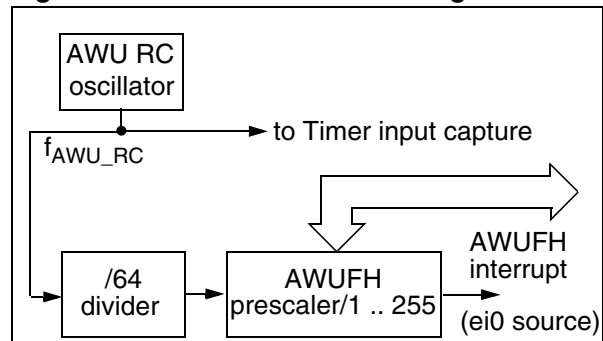 AWU RC
oscillator
to Timer input capture
fAWU_RC
AWUFH
interrupt
/64
divider
AWUFH
prescaler/1 .. 255
(ei0 source)